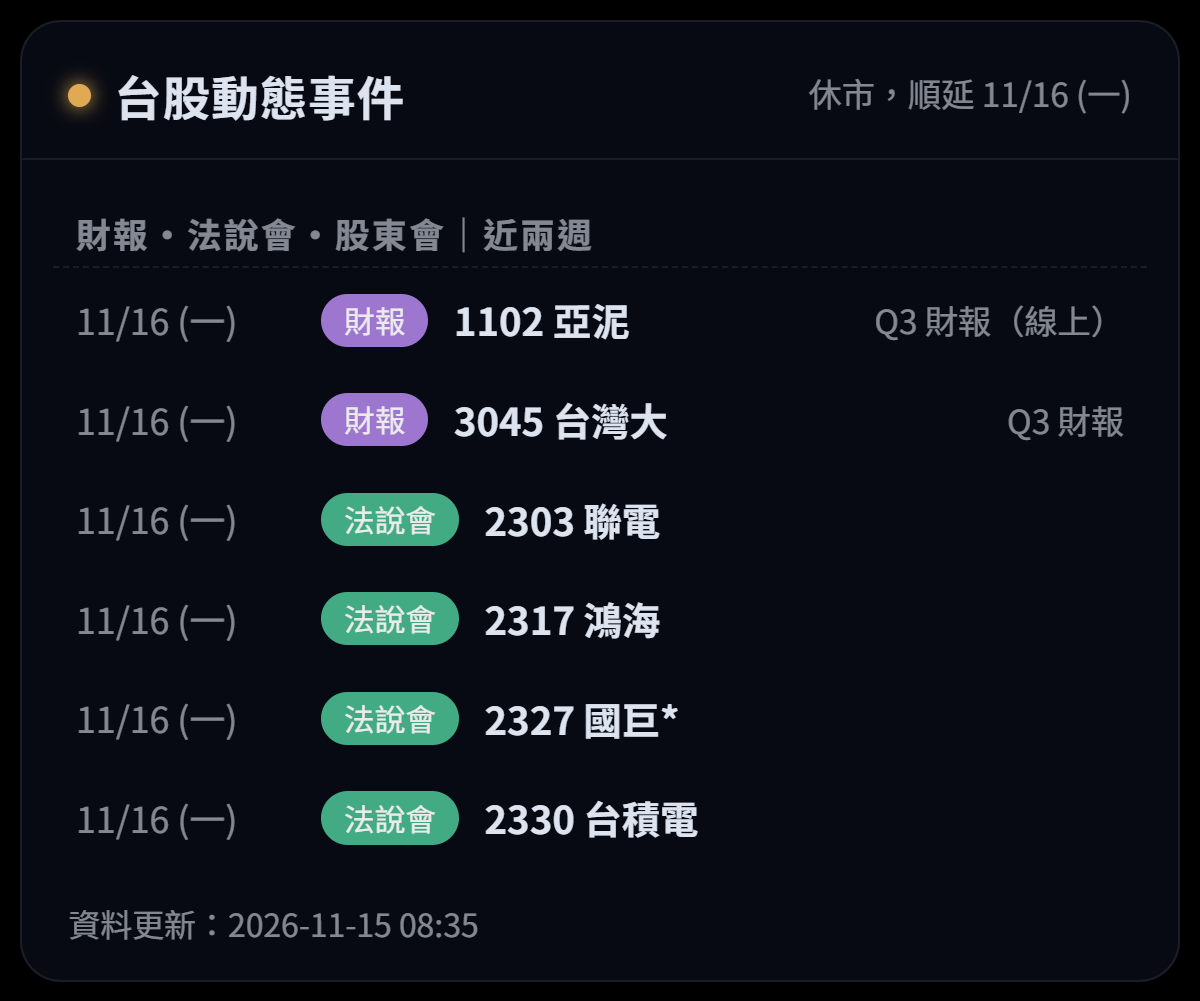 台股動態事件 休市，順延 11/16 (一)
財報・法說會・股東會｜近兩週
11/16 (一) 財報 1102 亞泥 Q3 財報（線上）
11/16 (一) 財報 3045 台灣大 Q3 財報
11/16 (一) 法說會 2303 聯電
11/16 (一) 法說會 2317 鴻海
11/16 (一) 法說會 2327 國巨*
11/16 (一) 法說會 2330 台積電
資料更新：2026-11-15 08:35